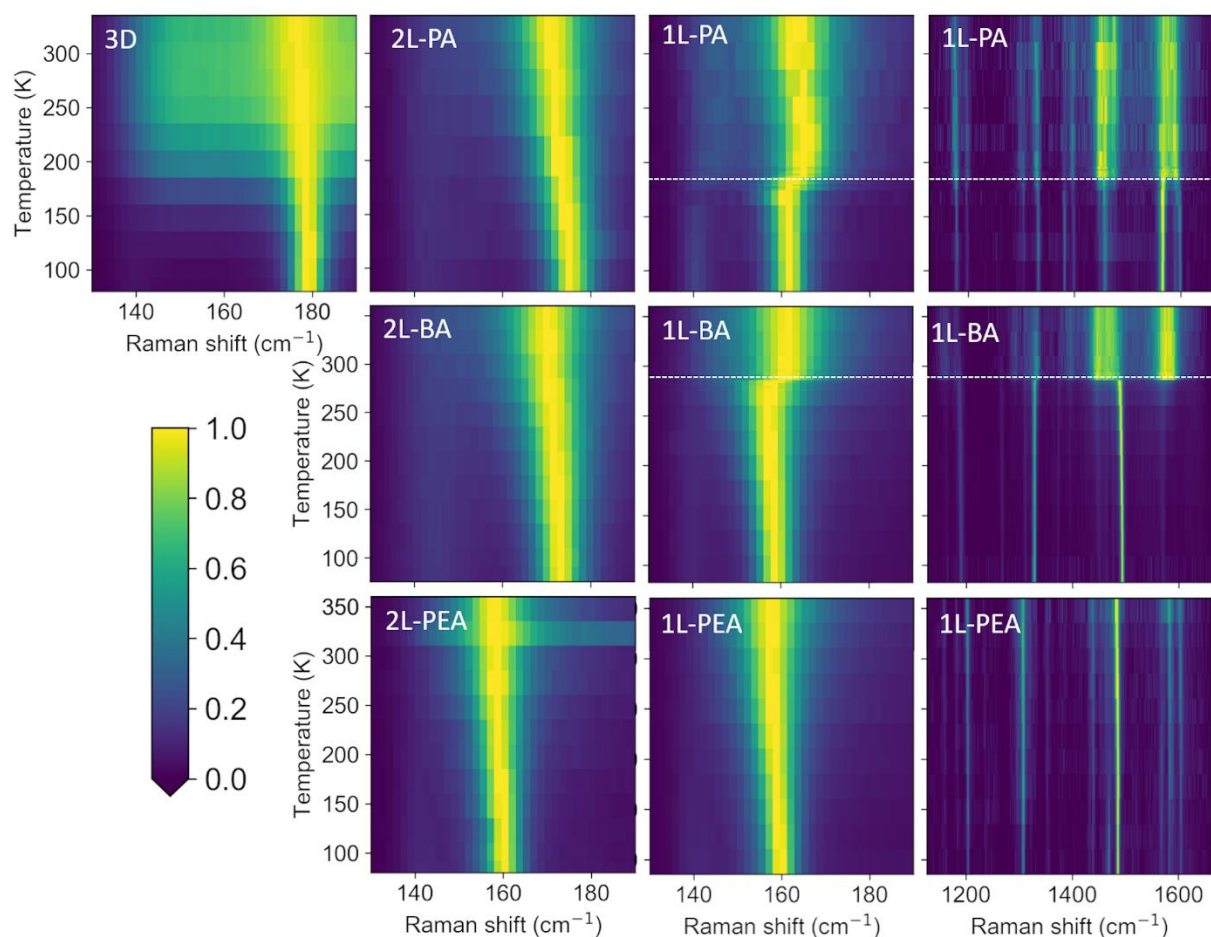 3D
2L-PA
1L-PA
1L-PA
Temperature (K)
300
250
200
150
100
140 160 180
Raman shift (cm⁻¹)
2L-BA
1L-BA
1L-BA
Temperature (K)
300
250
200
150
100
1.0
0.8
0.6
0.4
0.2
0.0
2L-PEA
1L-PEA
1L-PEA
Temperature (K)
350
300
250
200
150
100
140 160 180
Raman shift (cm⁻¹)
140 160 180
Raman shift (cm⁻¹)
1200 1400 1600
Raman shift (cm⁻¹)